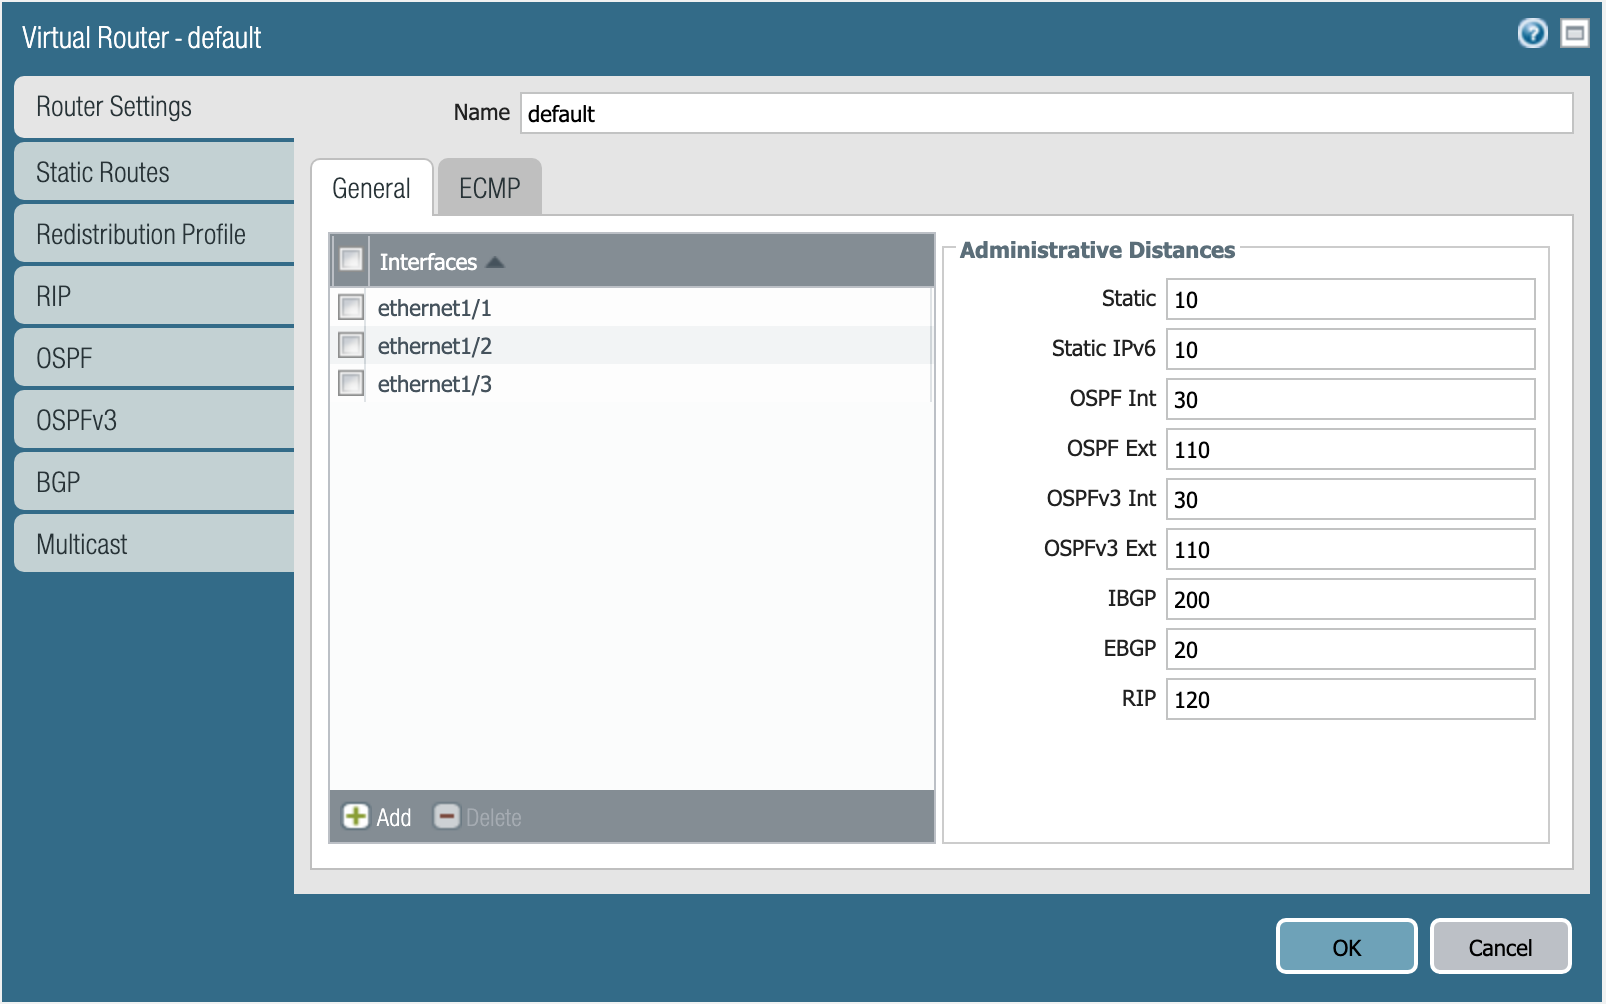 Virtual Router - default
Router Settings
Static Routes
Redistribution Profile
RIP
OSPF
OSPFv3
BGP
Multicast
Name default
General ECMP
Interfaces
ethernet1/1
ethernet1/2
ethernet1/3
Add Delete
Administrative Distances
Static 10
Static IPv6 10
OSPF Int 30
OSPF Ext 110
OSPFv3 Int 30
OSPFv3 Ext 110
IBGP 200
EBGP 20
RIP 120
OK Cancel